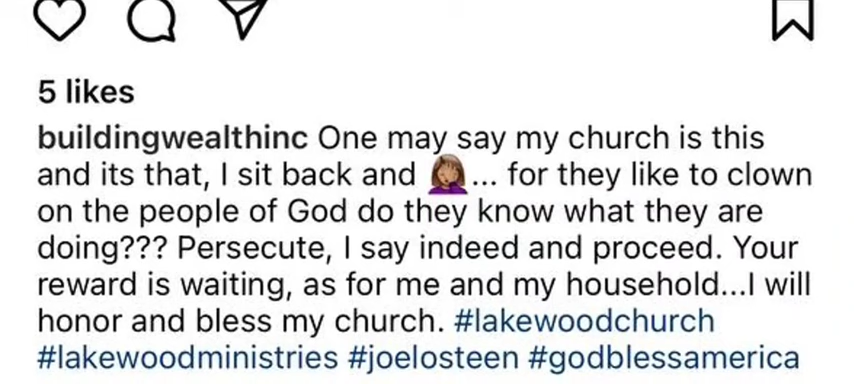 5 likes
buildingwealthinc One may say my church is this
and its that, I sit back and 🤦🏽‍♀️... for they like to clown
on the people of God do they know what they are
doing??? Persecute, I say indeed and proceed. Your
reward is waiting, as for me and my household...I will
honor and bless my church. #lakewoodchurch
#lakewoodministries #joelosteen #godblessamerica